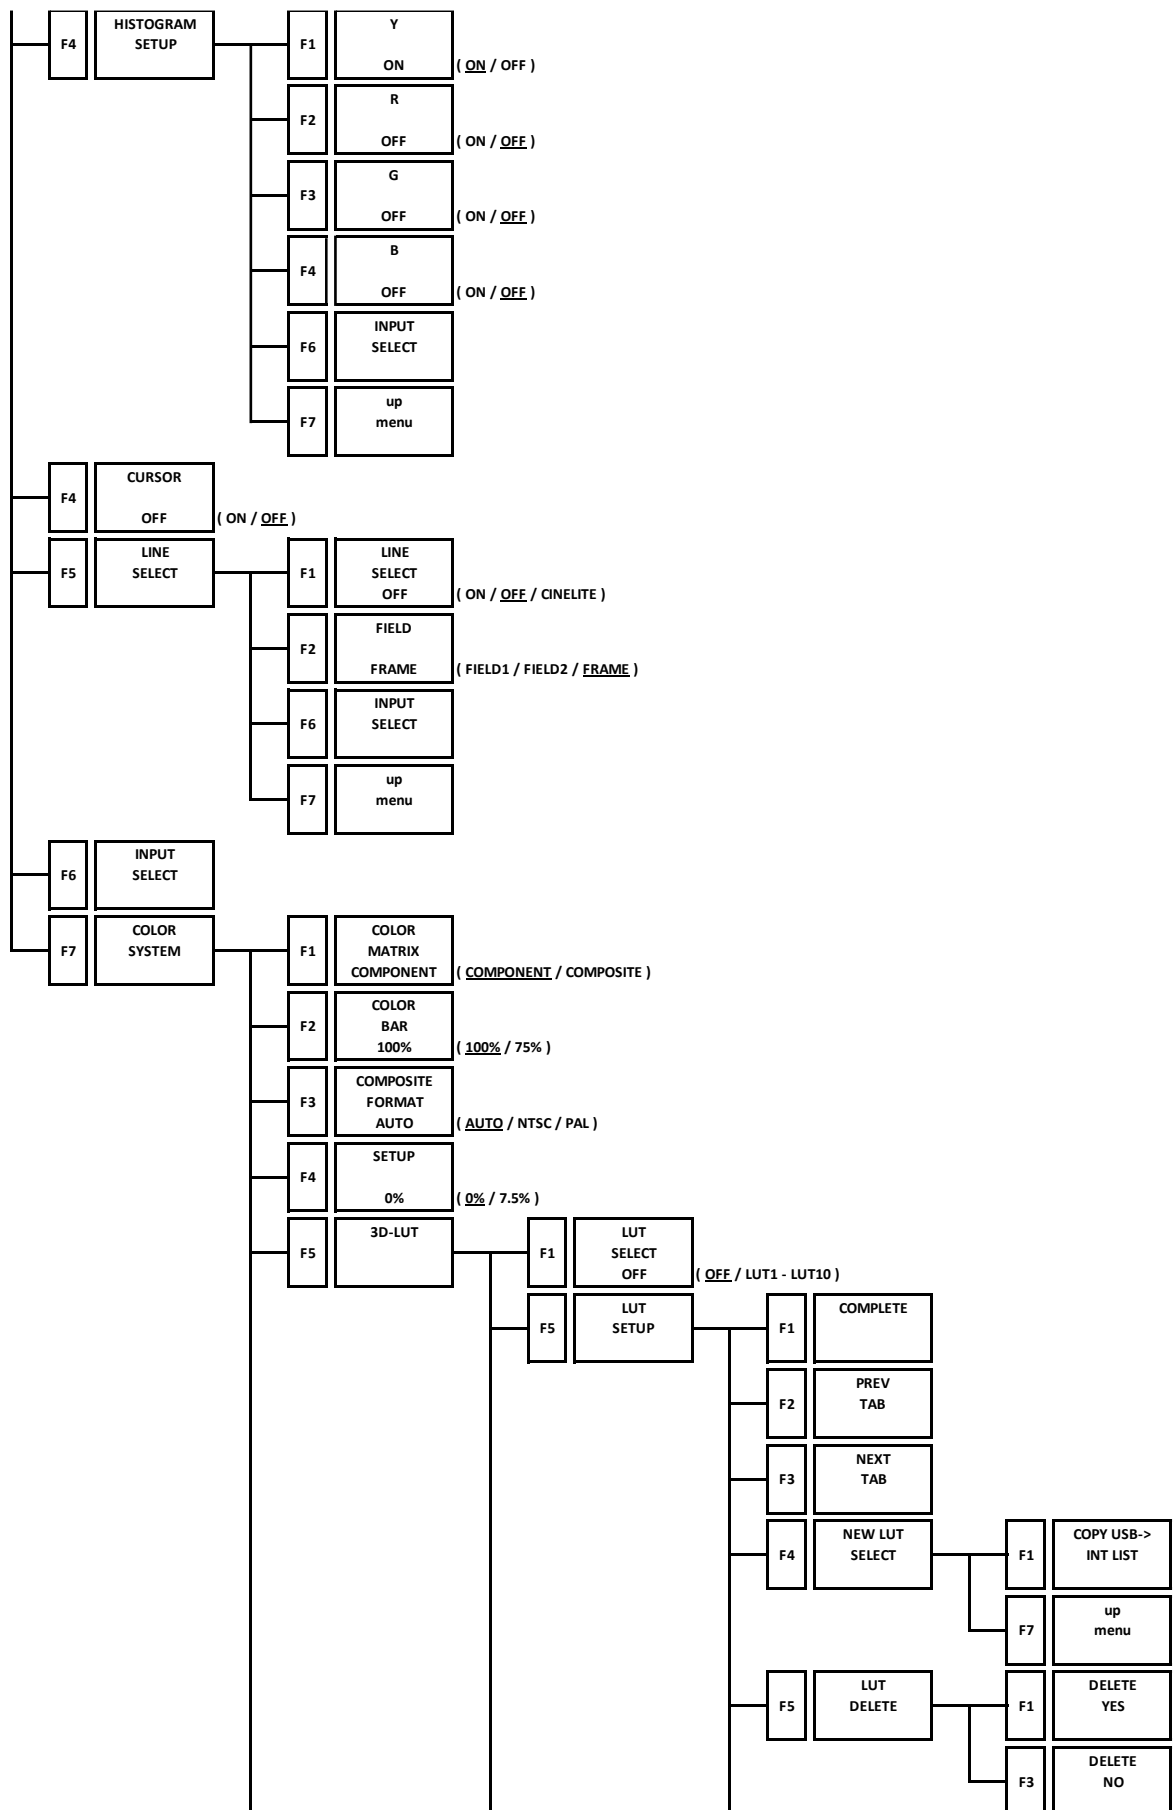 F4
HISTOGRAM
SETUP
F1
Y
ON
( ON / OFF )
F2
R
OFF
( ON / OFF )
F3
G
OFF
( ON / OFF )
F4
B
OFF
( ON / OFF )
F6
INPUT
SELECT
F7
up
menu
F4
CURSOR
OFF
( ON / OFF )
F5
LINE
SELECT
F1
LINE
SELECT
OFF
( ON / OFF / CINELITE )
F2
FIELD
FRAME
( FIELD1 / FIELD2 / FRAME )
F6
INPUT
SELECT
F7
up
menu
F6
INPUT
SELECT
F7
COLOR
SYSTEM
F1
COLOR
MATRIX
COMPONENT
( COMPONENT / COMPOSITE )
F2
COLOR
BAR
100%
( 100% / 75% )
F3
COMPOSITE
FORMAT
AUTO
( AUTO / NTSC / PAL )
F4
SETUP
0%
( 0% / 7.5% )
F5
3D-LUT
F1
LUT
SELECT
OFF
( OFF / LUT1 - LUT10 )
F5
LUT
SETUP
F1
COMPLETE
F2
PREV
TAB
F3
NEXT
TAB
F4
NEW LUT
SELECT
F1
COPY USB->
INT LIST
F7
up
menu
F5
LUT
DELETE
F1
DELETE
YES
F3
DELETE
NO